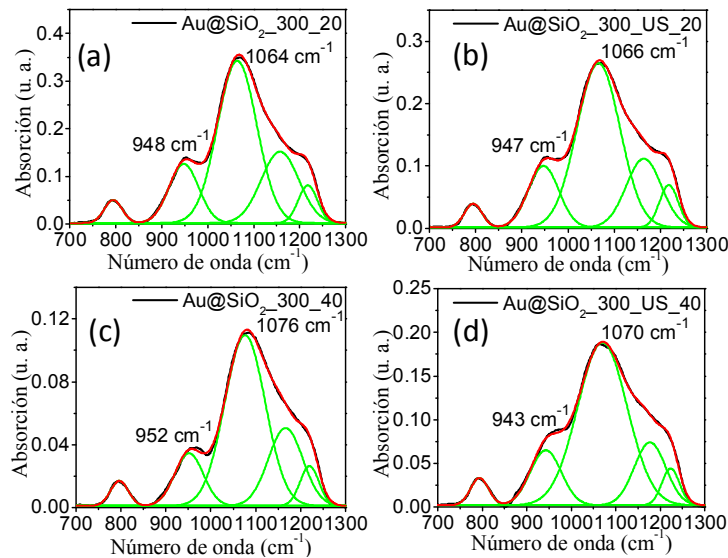 Au@SiO₂_300_20
(a)
1064 cm⁻¹
948 cm⁻¹
Absorción (u. a.)
0.4
0.3
0.2
0.1
0.0
700 800 900 1000 1100 1200 1300
Número de onda (cm⁻¹)
Au@SiO₂_300_US_20
(b)
1066 cm⁻¹
947 cm⁻¹
Absorción (u. a.)
0.3
0.2
0.1
0.0
700 800 900 1000 1100 1200 1300
Número de onda (cm⁻¹)
Au@SiO₂_300_40
(c)
1076 cm⁻¹
952 cm⁻¹
Absorción (u. a.)
0.12
0.08
0.04
0.00
700 800 900 1000 1100 1200 1300
Número de onda (cm⁻¹)
Au@SiO₂_300_US_40
(d)
1070 cm⁻¹
943 cm⁻¹
Absorción (u. a.)
0.25
0.20
0.15
0.10
0.05
0.00
700 800 900 1000 1100 1200 1300
Número de onda (cm⁻¹)